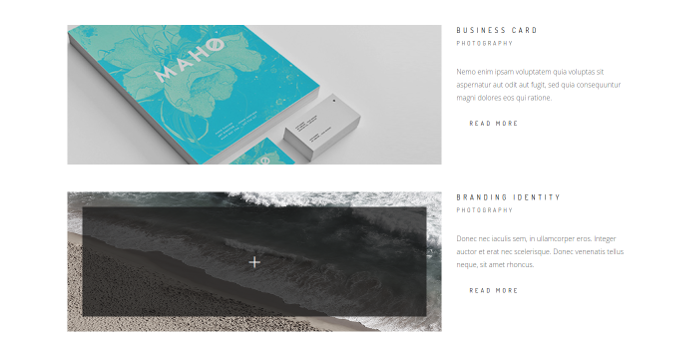 MAHØ
BUSINESS CARD
PHOTOGRAPHY
Nemo enim ipsam voluptatem quia voluptas sit
aspernatur aut odit aut fugit, sed quia consequuntur
magni dolores eos qui ratione.
READ MORE
BRANDING IDENTITY
PHOTOGRAPHY
Donec nec iaculis sem, in ullamcorper eros. Integer
auctor et erat nec scelerisque. Donec venenatis tellus
neque, sit amet rhoncus.
READ MORE